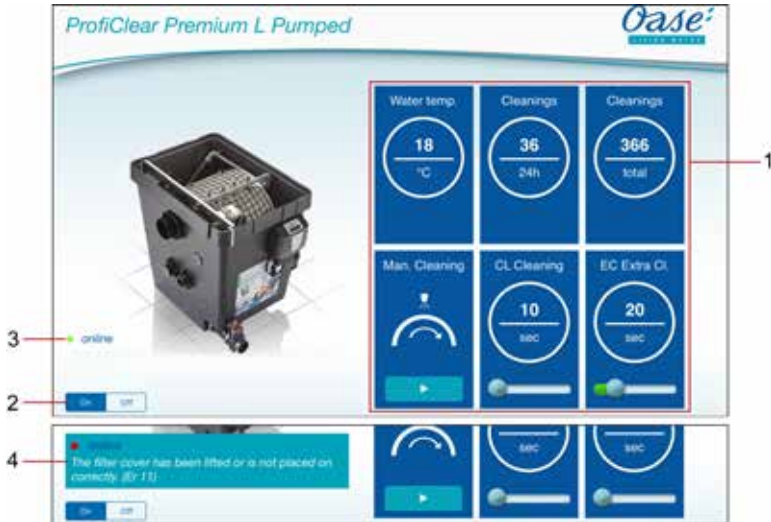 ProfiClear Premium L Pumped
Oase
LIVING WATER
Water temp.
18
°C
Cleanings
36
24h
Cleanings
366
total
1
Man. Cleaning
CL Cleaning
10
sec
EC Extra Cl.
20
sec
3
online
2
On Off
4
The filter cover has been lifted or is not placed on
correctly. (Er 11)
sec
sec
On Off